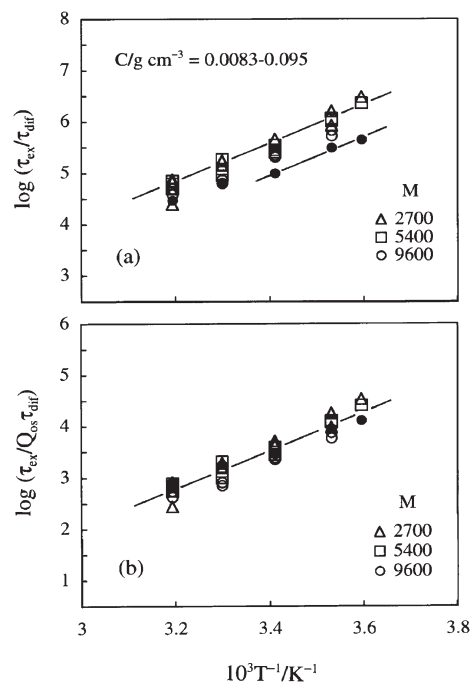 8
7
6
5
4
3
log (τex/τdif)
C/g cm⁻³ = 0.0083-0.095
(a)
M
△ 2700
□ 5400
○ 9600
6
5
4
3
2
1
log (τex/Qos τdif)
(b)
M
△ 2700
□ 5400
○ 9600
3 3.2 3.4 3.6 3.8
10³T⁻¹/K⁻¹